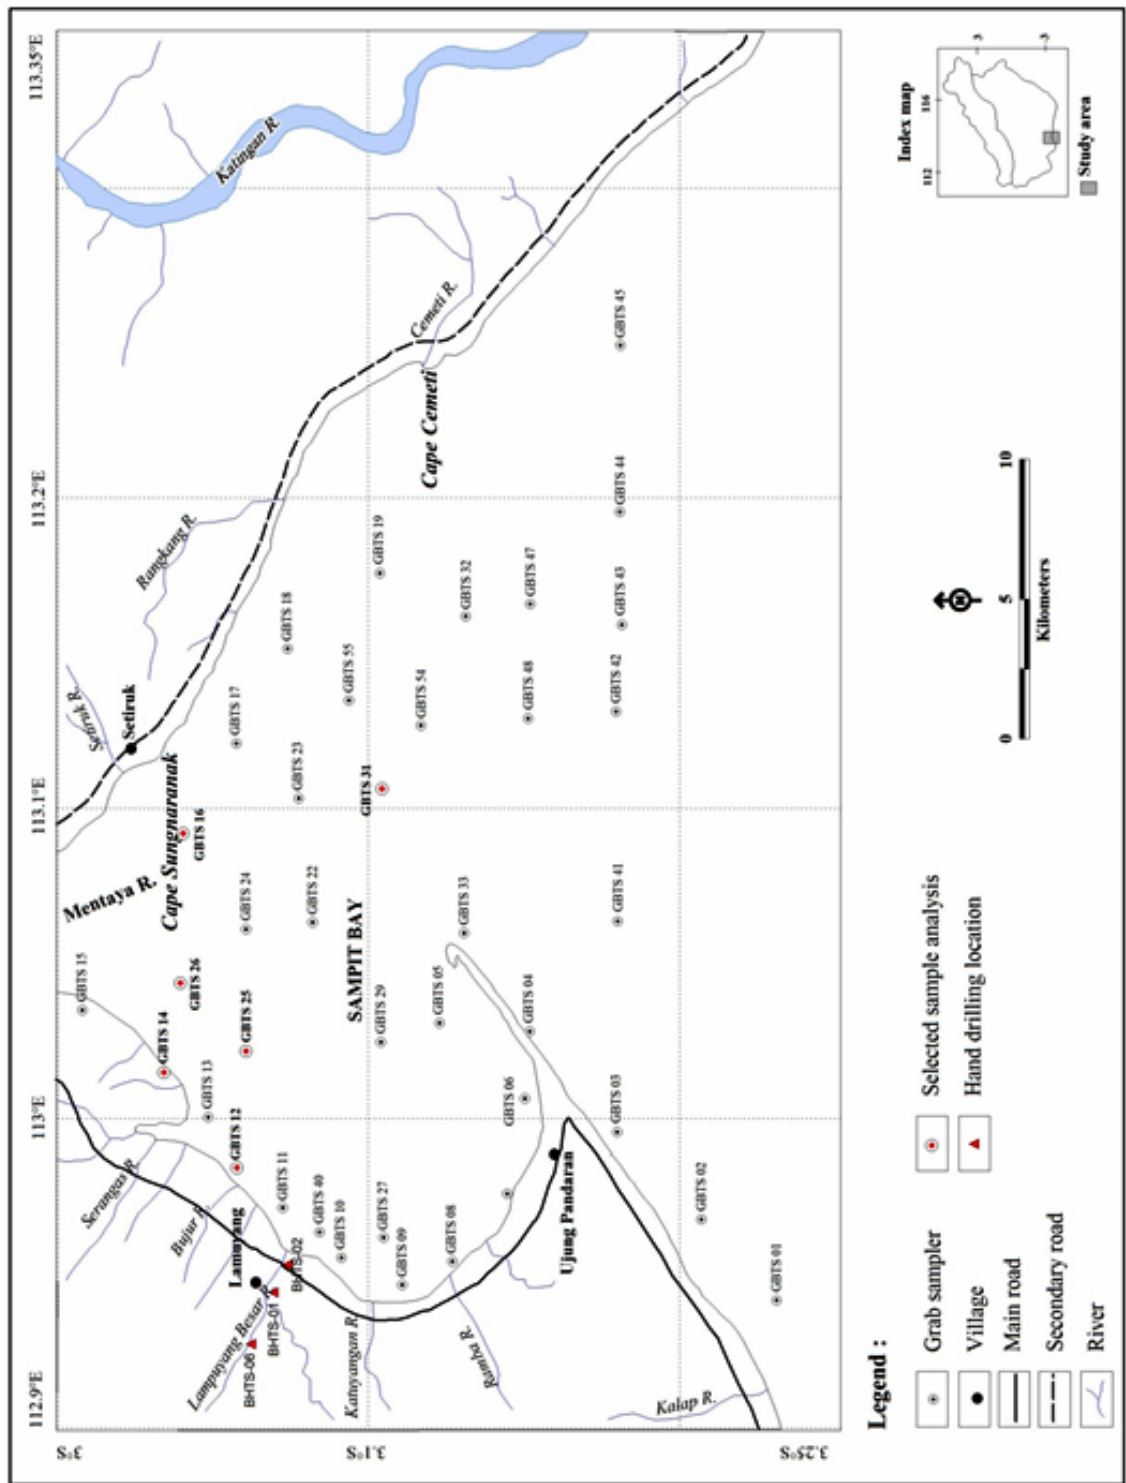 112.9°E
113°E
113.1°E
113.2°E
113.35°E
3°S
3.1°S
3.25°S
Mentaya R.
Seruk R.
Setiruk
Cape Sungnaranak
Rangkang R.
Katingan R.
Cemeti R.
Cape Cemeti
Serangas R.
Bujur R.
Lamuyang
Lampuyang Besar R.
BHTS-06
BHTS-01
BHTS-02
Katuyangan R.
Ramba R.
Kalap R.
Ujung Pandaran
SAMPIT BAY
GBTS 15
GBTS 14
GBTS 26
GBTS 16
GBTS 13
GBTS 12
GBTS 25
GBTS 24
GBTS 17
GBTS 11
GBTS 22
GBTS 23
GBTS 18
GBTS 40
GBTS 10
GBTS 55
GBTS 27
GBTS 29
GBTS 31
GBTS 19
GBTS 09
GBTS 05
GBTS 54
GBTS 08
GBTS 33
GBTS 32
GBTS 06
GBTS 04
GBTS 48
GBTS 47
GBTS 03
GBTS 41
GBTS 42
GBTS 43
GBTS 44
GBTS 45
GBTS 02
GBTS 01
Legend :
Grab sampler
Village
Main road
Secondary road
River
Selected sample analysis
Hand drilling location
0
5
10
Kilometers
Index map
112
116
3
-3
Study area